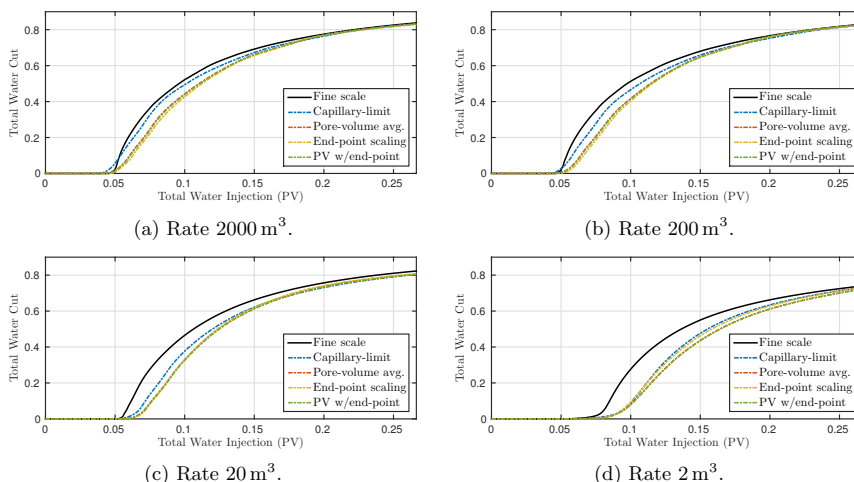 Total Water Cut
0.8
0.6
0.4
0.2
0
Fine scale
Capillary-limit
Pore-volume avg.
End-point scaling
PV w/end-point
0 0.05 0.1 0.15 0.2 0.25
Total Water Injection (PV)
(a) Rate 2000 m³.
Total Water Cut
0.8
0.6
0.4
0.2
0
Fine scale
Capillary-limit
Pore-volume avg.
End-point scaling
PV w/end-point
0 0.05 0.1 0.15 0.2 0.25
Total Water Injection (PV)
(b) Rate 200 m³.
Total Water Cut
0.8
0.6
0.4
0.2
0
Fine scale
Capillary-limit
Pore-volume avg.
End-point scaling
PV w/end-point
0 0.05 0.1 0.15 0.2 0.25
Total Water Injection (PV)
(c) Rate 20 m³.
Total Water Cut
0.8
0.6
0.4
0.2
0
Fine scale
Capillary-limit
Pore-volume avg.
End-point scaling
PV w/end-point
0 0.05 0.1 0.15 0.2 0.25
Total Water Injection (PV)
(d) Rate 2 m³.